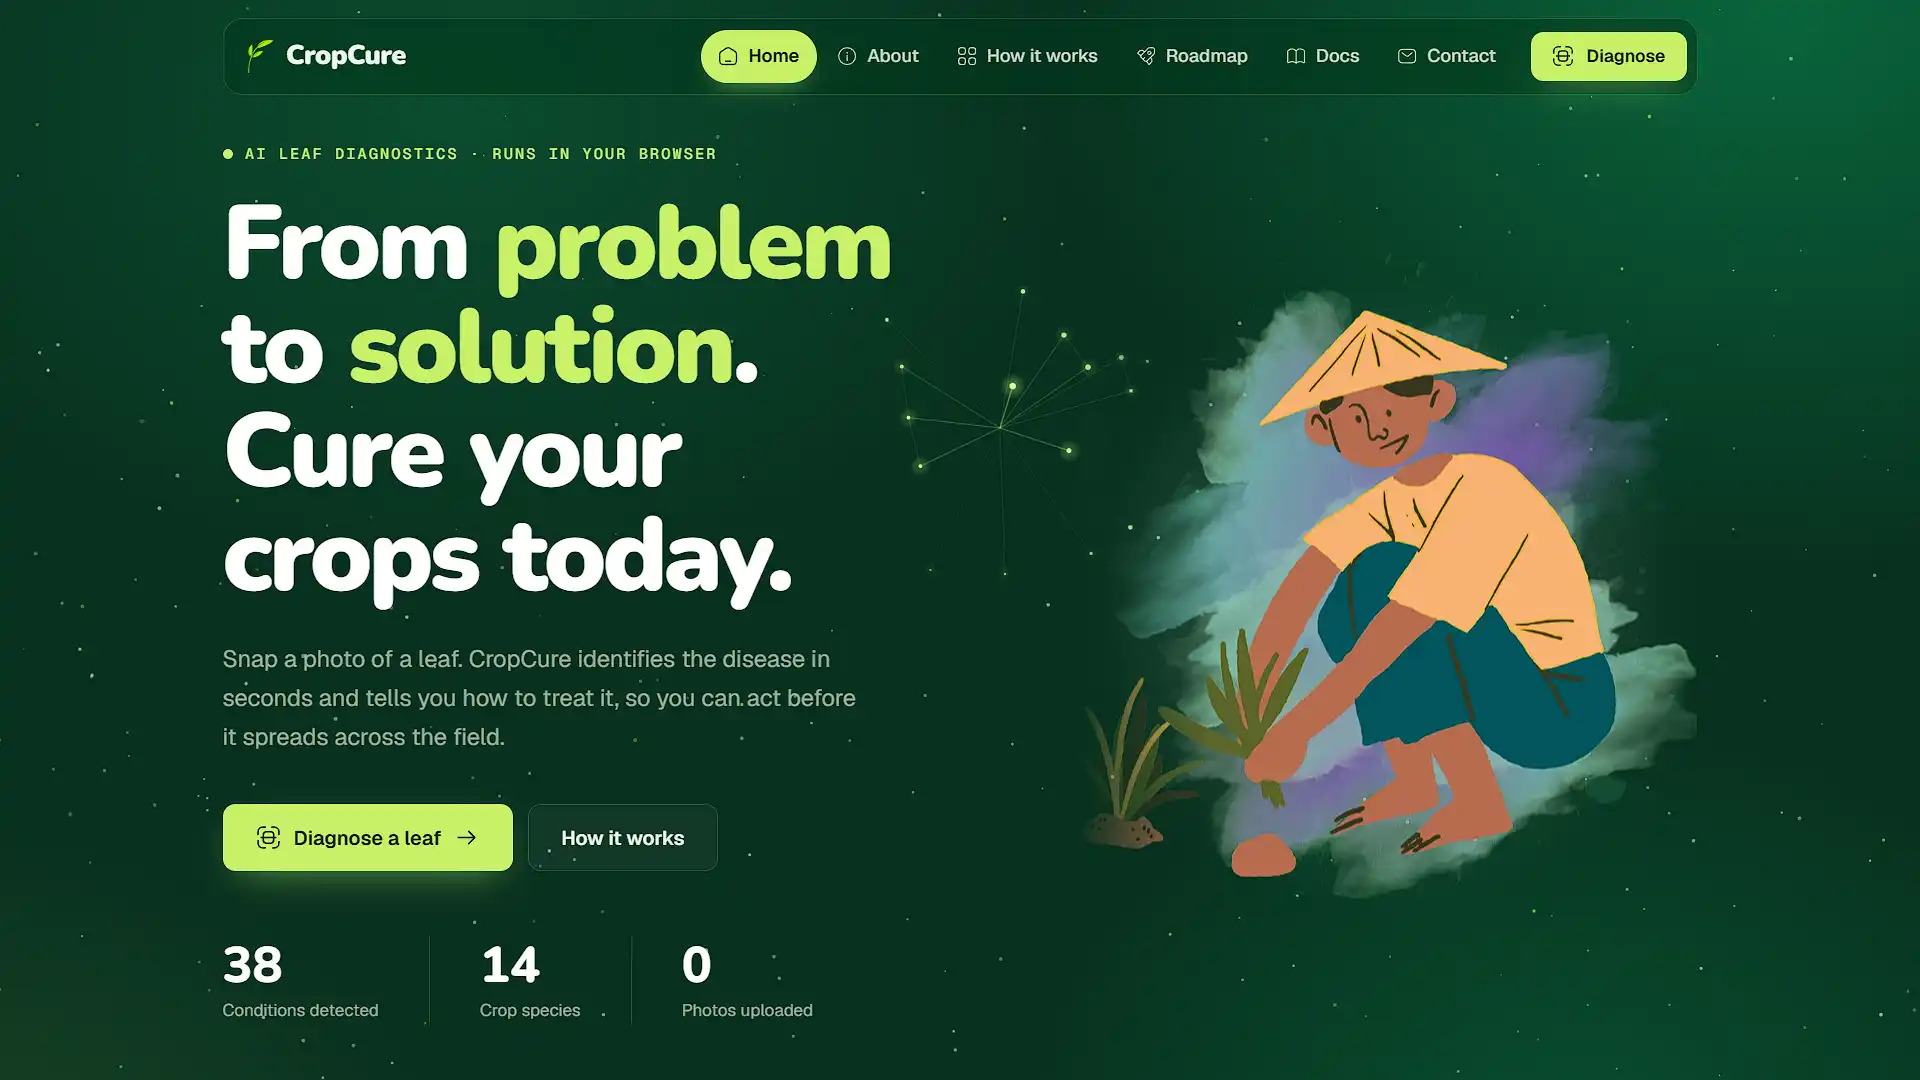 CropCure
Home
About
How it works
Roadmap
Docs
Contact
Diagnose
AI LEAF DIAGNOSTICS · RUNS IN YOUR BROWSER
From problem
to solution.
Cure your
crops today.
Snap a photo of a leaf. CropCure identifies the disease in
seconds and tells you how to treat it, so you can act before
it spreads across the field.
Diagnose a leaf →
How it works
38
Conditions detected
14
Crop species
0
Photos uploaded